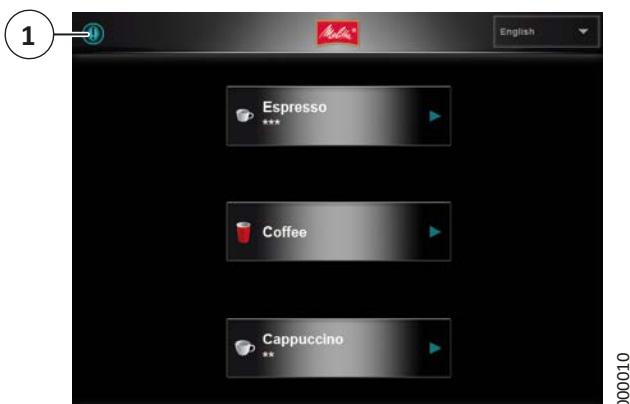 1
Melitta®
English
Espresso
***
Coffee
Cappuccino
**
000010